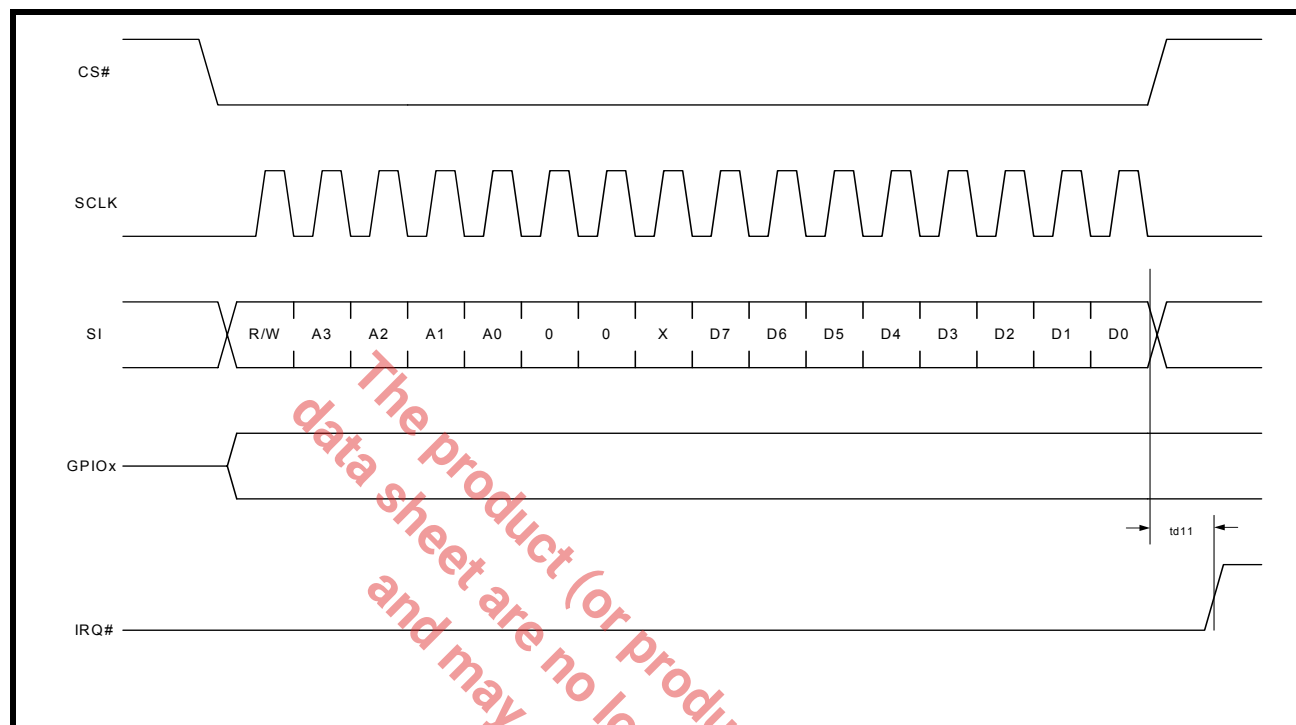 CS#
SCLK
SI R/W A3 A2 A1 A0 0 0 X D7 D6 D5 D4 D3 D2 D1 D0
GPIOx
td11
IRQ#
The product (or produ
data sheet are no lo
and may